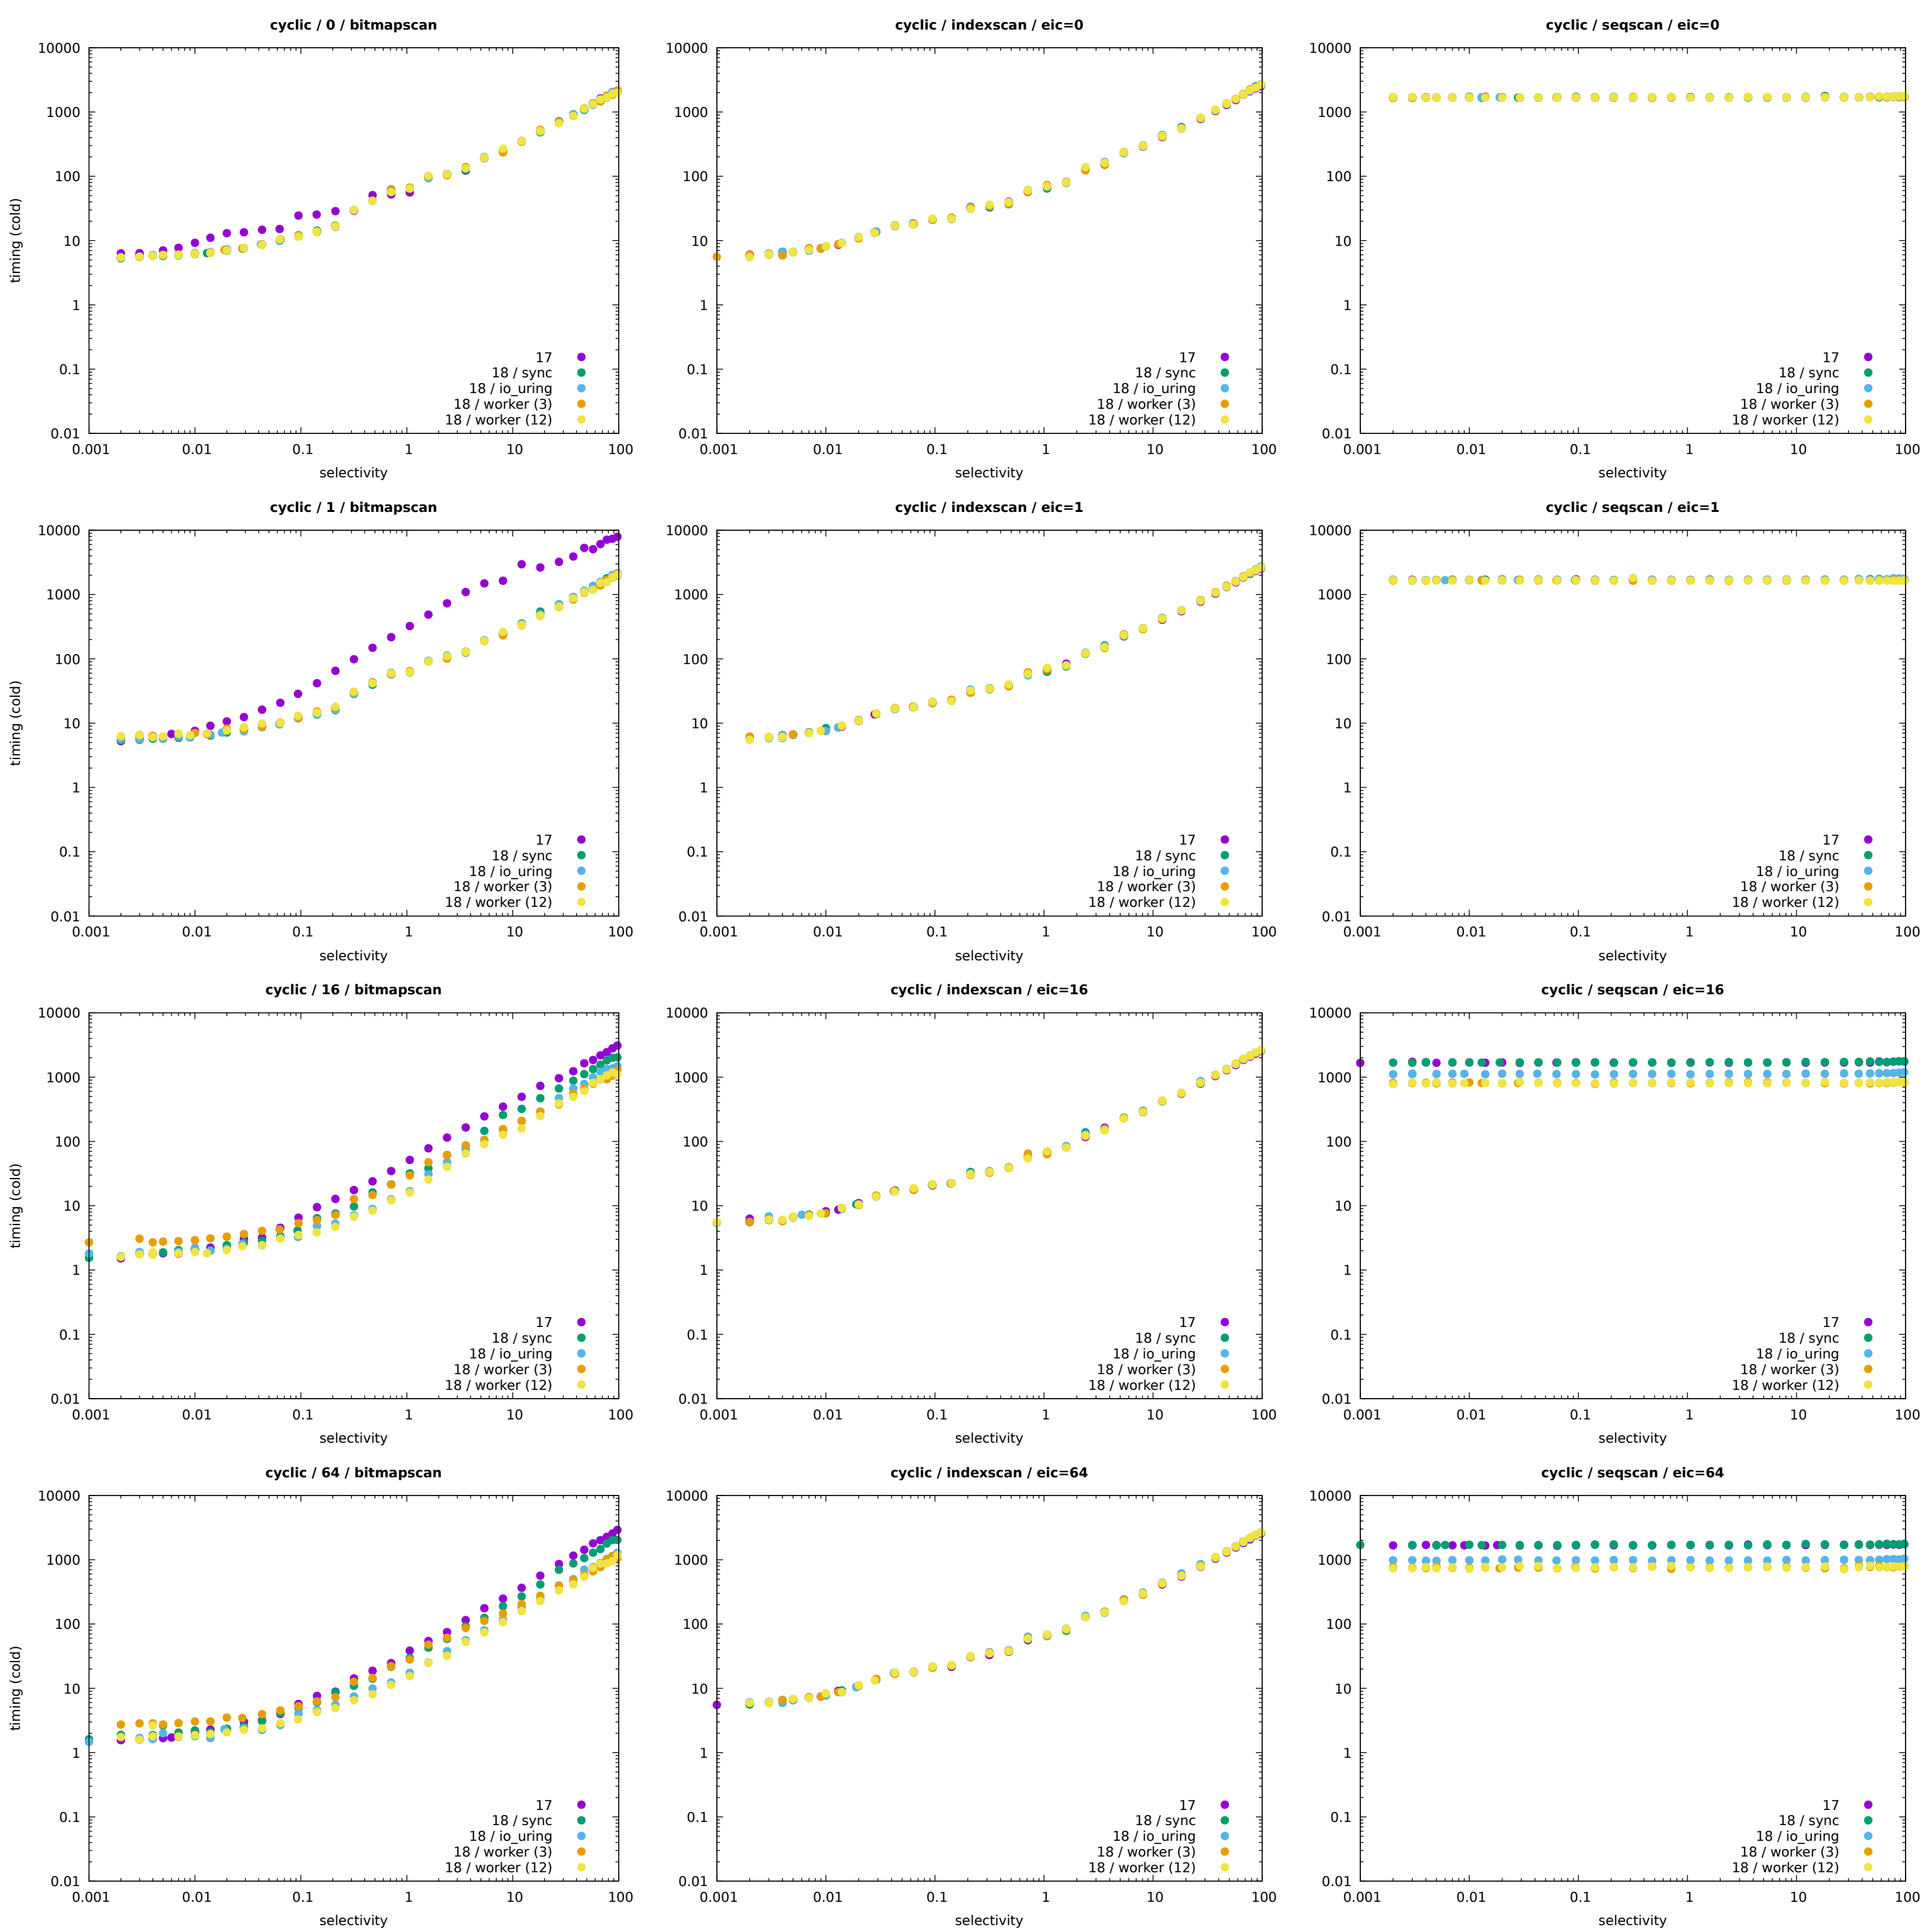 cyclic / 0 / bitmapscan
10000
1000
100
10
1
0.1
0.01
timing (cold)
17
18 / sync
18 / io_uring
18 / worker (3)
18 / worker (12)
0.001 0.01 0.1 1 10 100
selectivity
cyclic / indexscan / eic=0
10000
1000
100
10
1
0.1
0.01
17
18 / sync
18 / io_uring
18 / worker (3)
18 / worker (12)
0.001 0.01 0.1 1 10 100
selectivity
cyclic / seqscan / eic=0
10000
1000
100
10
1
0.1
0.01
17
18 / sync
18 / io_uring
18 / worker (3)
18 / worker (12)
0.001 0.01 0.1 1 10 100
selectivity
cyclic / 1 / bitmapscan
10000
1000
100
10
1
0.1
0.01
timing (cold)
17
18 / sync
18 / io_uring
18 / worker (3)
18 / worker (12)
0.001 0.01 0.1 1 10 100
selectivity
cyclic / indexscan / eic=1
10000
1000
100
10
1
0.1
0.01
17
18 / sync
18 / io_uring
18 / worker (3)
18 / worker (12)
0.001 0.01 0.1 1 10 100
selectivity
cyclic / seqscan / eic=1
10000
1000
100
10
1
0.1
0.01
17
18 / sync
18 / io_uring
18 / worker (3)
18 / worker (12)
0.001 0.01 0.1 1 10 100
selectivity
cyclic / 16 / bitmapscan
10000
1000
100
10
1
0.1
0.01
timing (cold)
17
18 / sync
18 / io_uring
18 / worker (3)
18 / worker (12)
0.001 0.01 0.1 1 10 100
selectivity
cyclic / indexscan / eic=16
10000
1000
100
10
1
0.1
0.01
17
18 / sync
18 / io_uring
18 / worker (3)
18 / worker (12)
0.001 0.01 0.1 1 10 100
selectivity
cyclic / seqscan / eic=16
10000
1000
100
10
1
0.1
0.01
17
18 / sync
18 / io_uring
18 / worker (3)
18 / worker (12)
0.001 0.01 0.1 1 10 100
selectivity
cyclic / 64 / bitmapscan
10000
1000
100
10
1
0.1
0.01
timing (cold)
17
18 / sync
18 / io_uring
18 / worker (3)
18 / worker (12)
0.001 0.01 0.1 1 10 100
selectivity
cyclic / indexscan / eic=64
10000
1000
100
10
1
0.1
0.01
17
18 / sync
18 / io_uring
18 / worker (3)
18 / worker (12)
0.001 0.01 0.1 1 10 100
selectivity
cyclic / seqscan / eic=64
10000
1000
100
10
1
0.1
0.01
17
18 / sync
18 / io_uring
18 / worker (3)
18 / worker (12)
0.001 0.01 0.1 1 10 100
selectivity